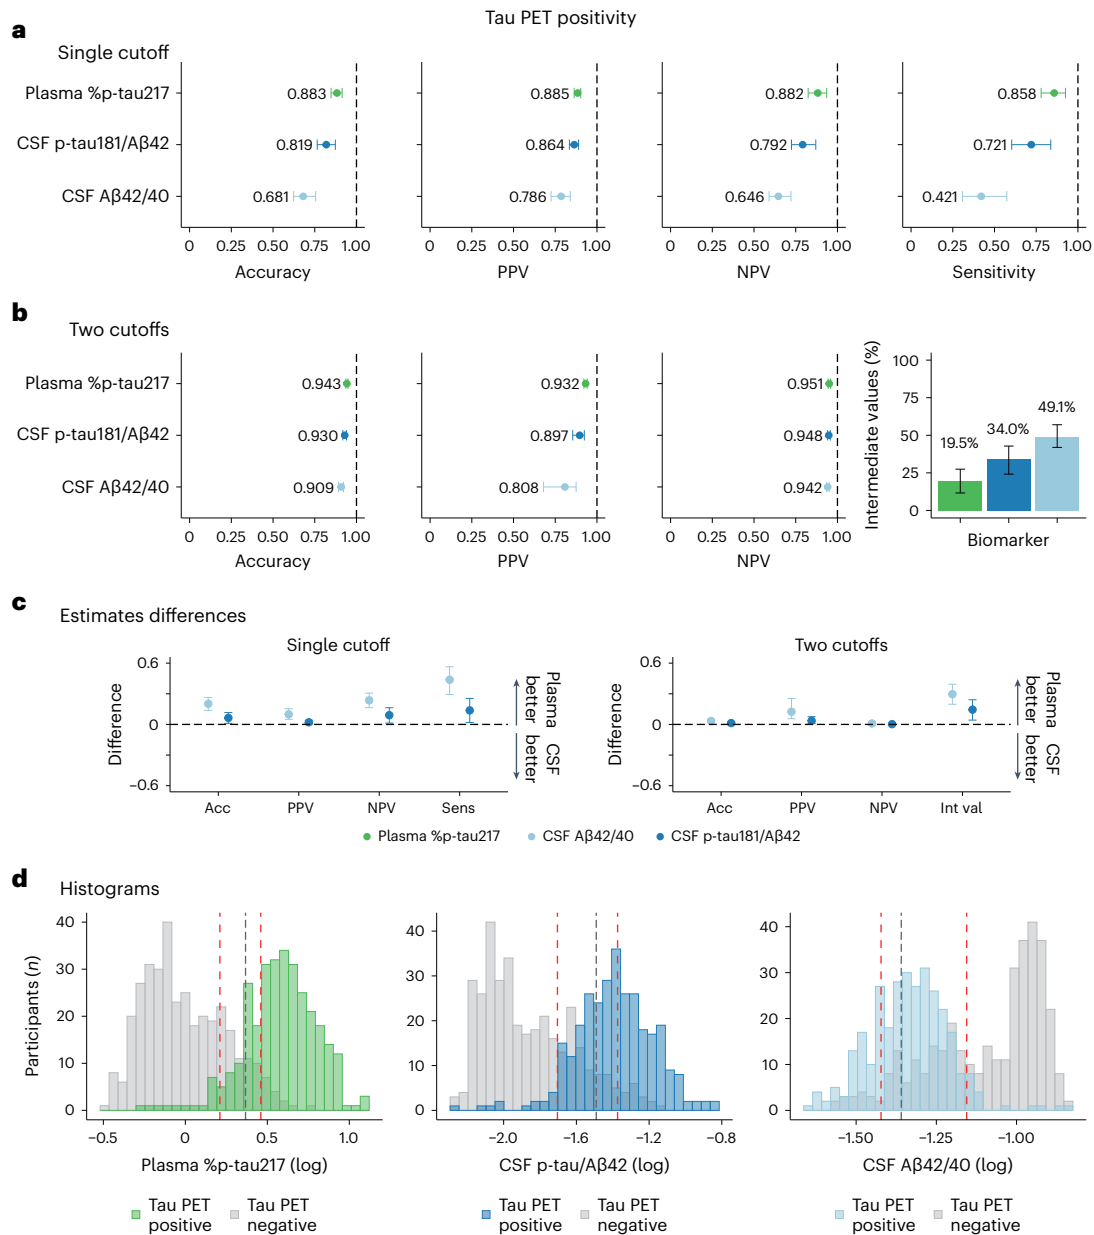 Tau PET positivity
a
Single cutoff
Plasma %p-tau217
CSF p-tau181/Aβ42
CSF Aβ42/40
0.883
0.819
0.681
0 0.25 0.50 0.75 1.00
Accuracy
0.885
0.864
0.786
0 0.25 0.50 0.75 1.00
PPV
0.882
0.792
0.646
0 0.25 0.50 0.75 1.00
NPV
0.858
0.721
0.421
0 0.25 0.50 0.75 1.00
Sensitivity
b
Two cutoffs
Plasma %p-tau217
CSF p-tau181/Aβ42
CSF Aβ42/40
0.943
0.930
0.909
0 0.25 0.50 0.75 1.00
Accuracy
0.932
0.897
0.808
0 0.25 0.50 0.75 1.00
PPV
0.951
0.948
0.942
0 0.25 0.50 0.75 1.00
NPV
Intermediate values (%)
100
75
50
25
0
19.5%
34.0%
49.1%
Biomarker
c
Estimates differences
Single cutoff
Difference
0.6
0
−0.6
Acc PPV NPV Sens
Plasma
better
CSF
better
Two cutoffs
Difference
0.6
0
−0.6
Acc PPV NPV Int val
Plasma
better
CSF
better
Plasma %p-tau217 CSF Aβ42/40 CSF p-tau181/Aβ42
d
Histograms
Participants (n)
40
30
20
10
0
−0.5 0 0.5 1.0
Plasma %p-tau217 (log)
Tau PET
positive
Tau PET
negative
40
30
20
10
0
−2.0 −1.6 −1.2 −0.8
CSF p-tau/Aβ42 (log)
Tau PET
positive
Tau PET
negative
40
30
20
10
0
−1.50 −1.25 −1.00
CSF Aβ42/40 (log)
Tau PET
positive
Tau PET
negative